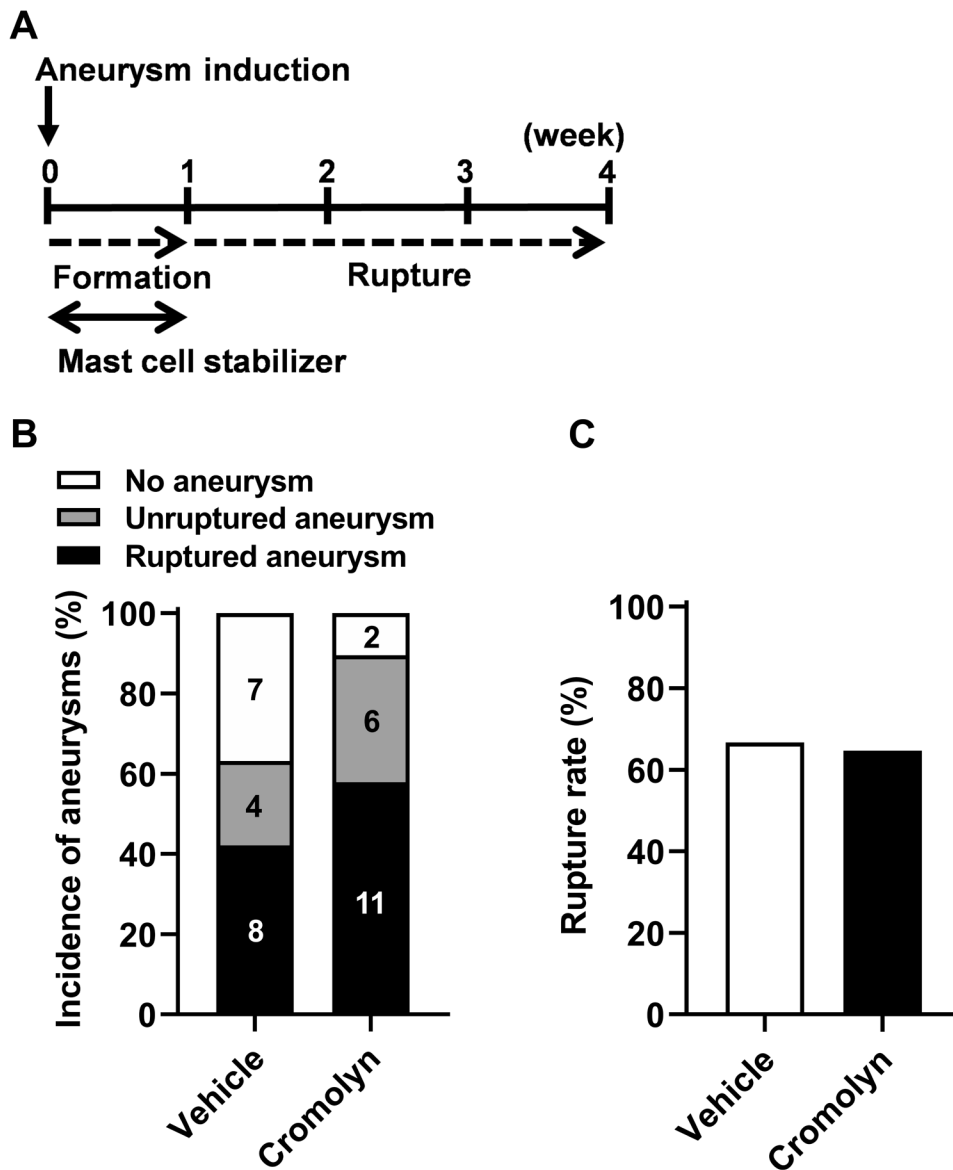 A
Aneurysm induction
(week)
0 1 2 3 4
Formation
Rupture
Mast cell stabilizer
B
No aneurysm
Unruptured aneurysm
Ruptured aneurysm
Incidence of aneurysms (%)
100
80
60
40
20
0
7
4
8
2
6
11
Vehicle
Cromolyn
C
Rupture rate (%)
100
80
60
40
20
0
Vehicle
Cromolyn